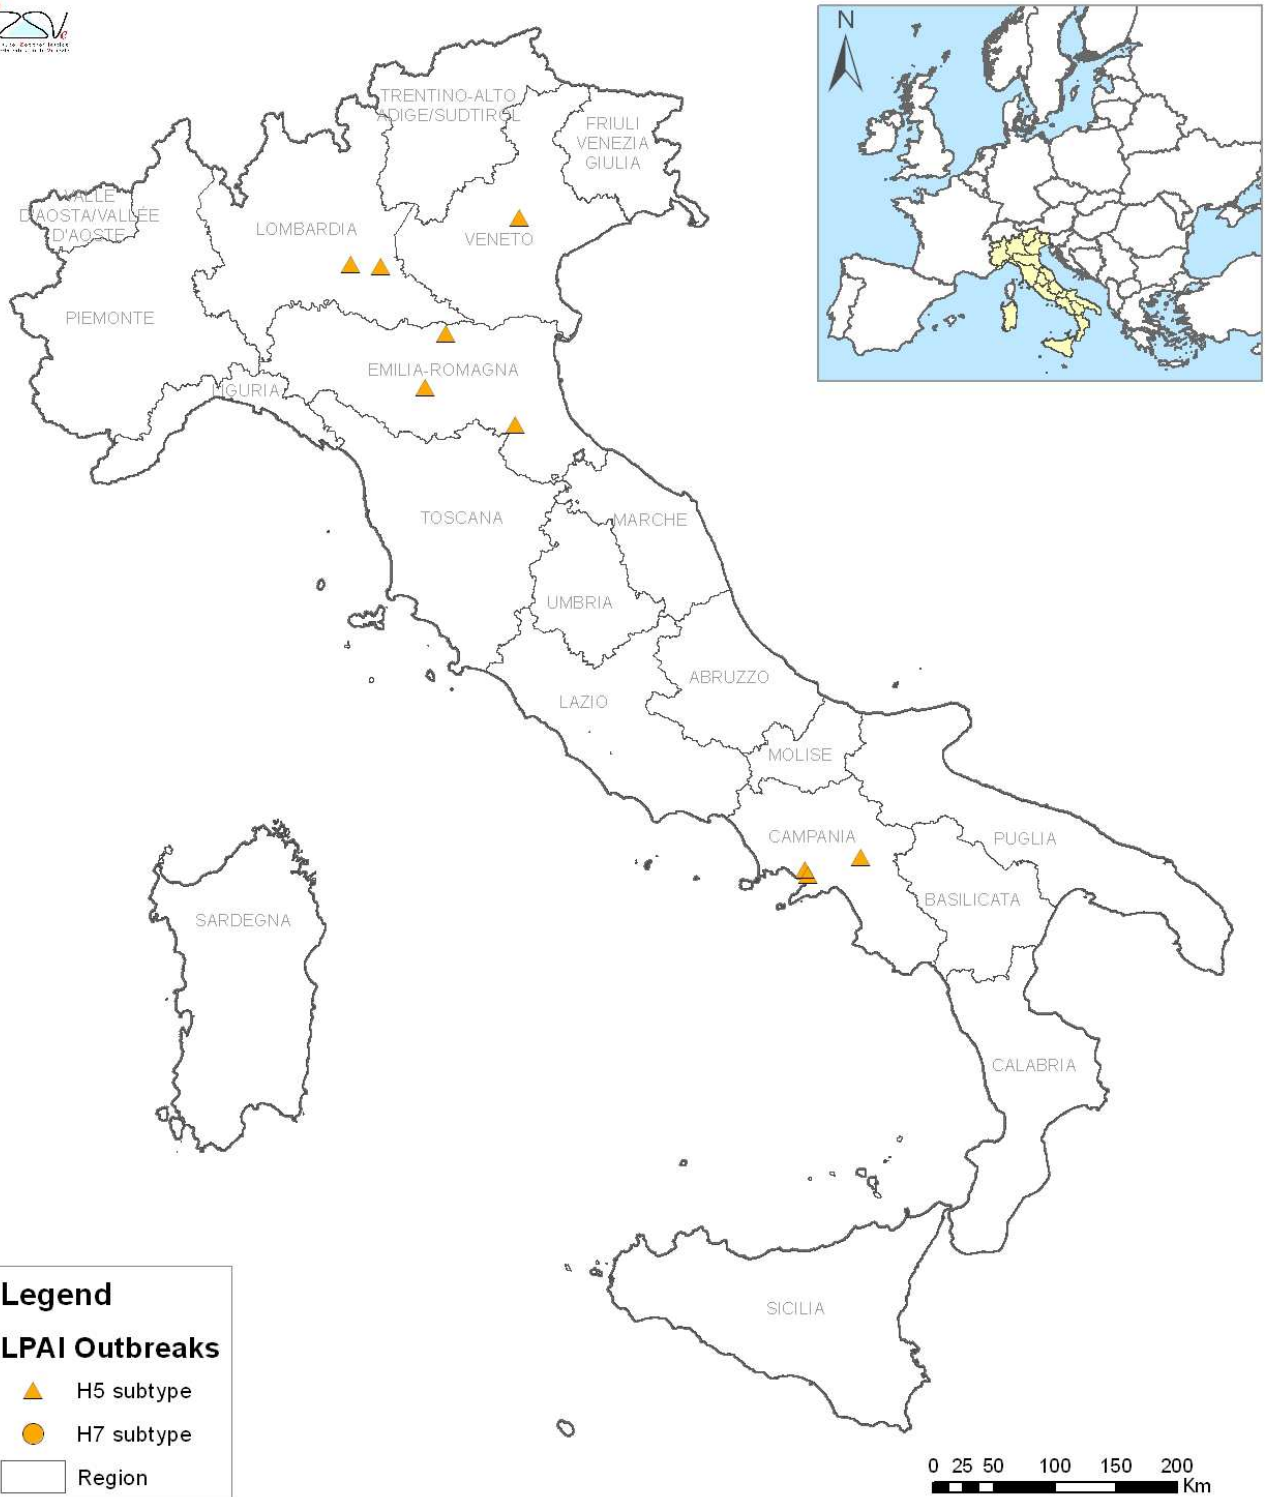 N
TRENTINO-ALTO
ADIGE/SUDTIROL
FRIULI
VENEZIA
GIULIA
VALLE
D'AOSTA/VALLÉE
D'AOSTE
LOMBARDIA
VENETO
PIEMONTE
EMILIA-ROMAGNA
LIGURIA
TOSCANA
MARCHE
UMBRIA
ABRUZZO
LAZIO
MOLISE
CAMPANIA
PUGLIA
BASILICATA
SARDEGNA
CALABRIA
SICILIA
Legend
LPAI Outbreaks
H5 subtype
H7 subtype
Region
0 25 50 100 150 200
Km